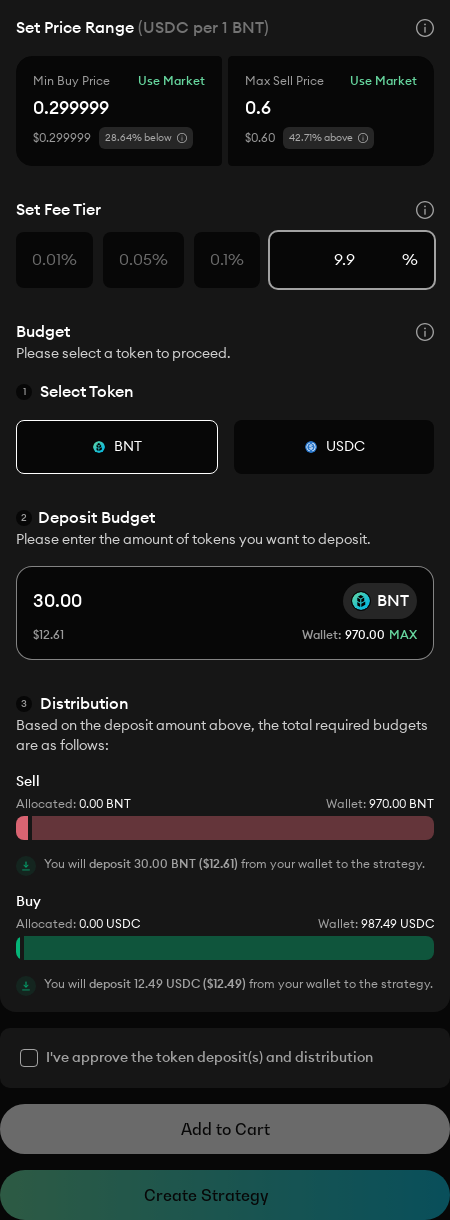 Set Price Range (USDC per 1 BNT)
Min Buy Price Use Market
0.299999
$0.299999 28.64% below
Max Sell Price Use Market
0.6
$0.60 42.71% above
Set Fee Tier
0.01% 0.05% 0.1% 9.9 %
Budget
Please select a token to proceed.
1 Select Token
BNT USDC
2 Deposit Budget
Please enter the amount of tokens you want to deposit.
30.00 BNT
$12.61 Wallet: 970.00 MAX
3 Distribution
Based on the deposit amount above, the total required budgets
are as follows:
Sell
Allocated: 0.00 BNT Wallet: 970.00 BNT
You will deposit 30.00 BNT ($12.61) from your wallet to the strategy.
Buy
Allocated: 0.00 USDC Wallet: 987.49 USDC
You will deposit 12.49 USDC ($12.49) from your wallet to the strategy.
I've approve the token deposit(s) and distribution
Add to Cart
Create Strategy